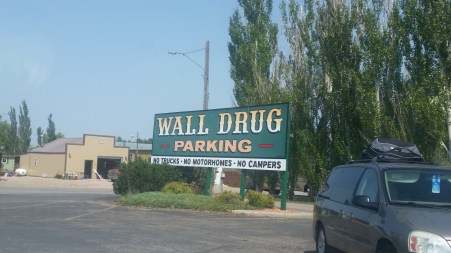 WALL DRUG
PARKING
NO TRUCKS - NO MOTORHOMES - NO CAMPERS